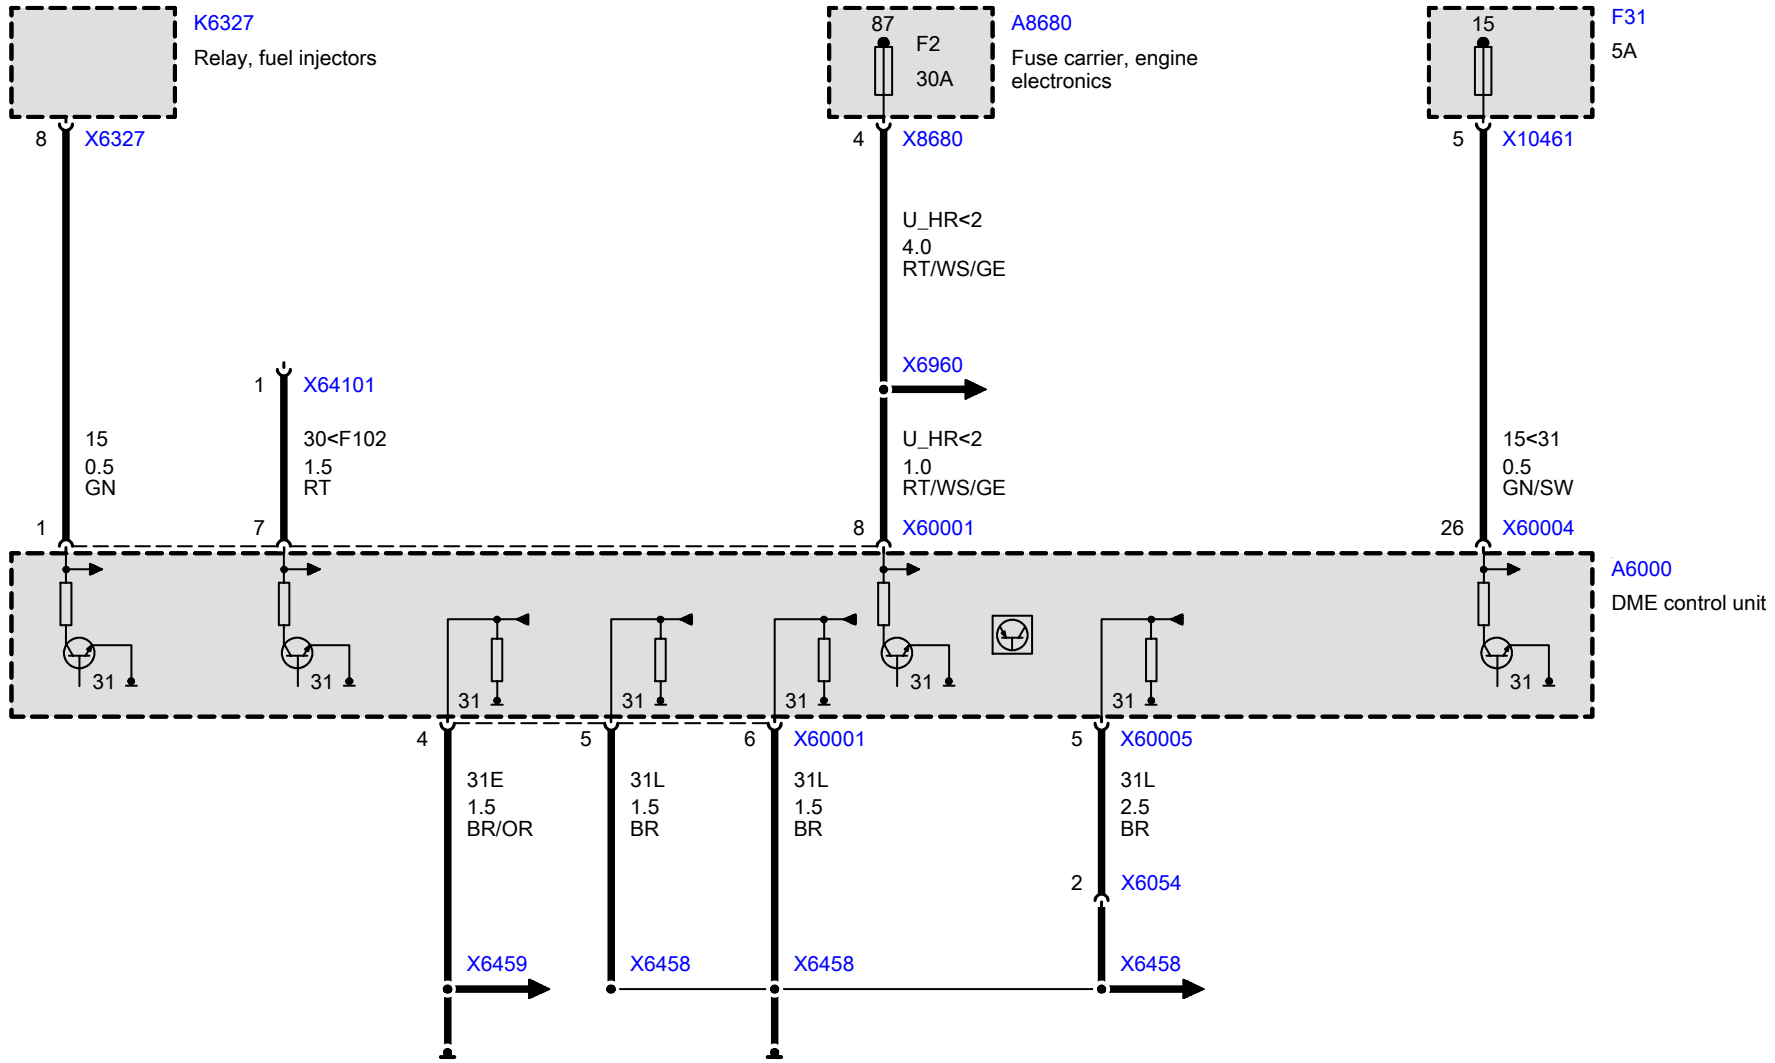 K6327
Relay, fuel injectors
87
F2
30A
A8680
Fuse carrier, engine
electronics
15
F31
5A
8
X6327
4
X8680
5
X10461
U_HR<2
4.0
RT/WS/GE
X6960
1
X64101
15
0.5
GN
30<F102
1.5
RT
U_HR<2
1.0
RT/WS/GE
15<31
0.5
GN/SW
1
7
8
X60001
26
X60004
A6000
DME control unit
31
31
31
31
31
31
31
31
4
5
6
X60001
5
X60005
31E
1.5
BR/OR
31L
1.5
BR
31L
1.5
BR
31L
2.5
BR
2
X6054
X6459
X6458
X6458
X6458